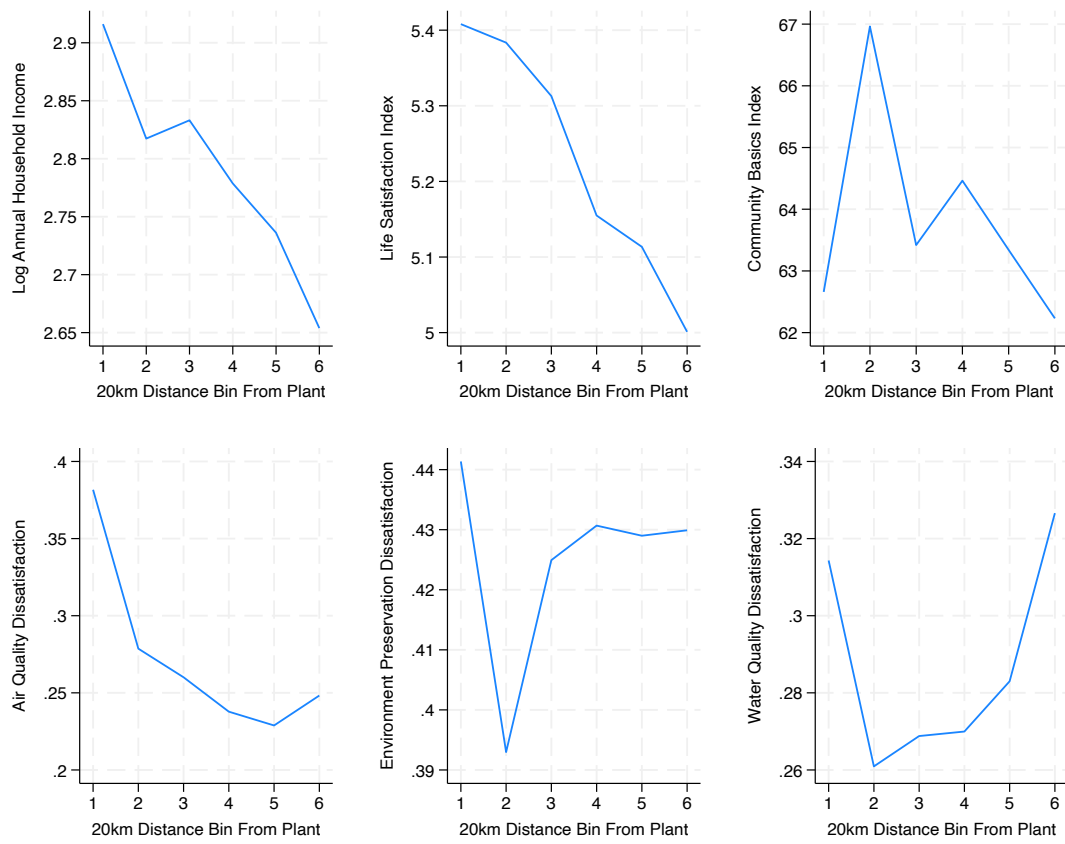 Log Annual Household Income
2.9
2.85
2.8
2.75
2.7
2.65
1 2 3 4 5 6
20km Distance Bin From Plant
Life Satisfaction Index
5.4
5.3
5.2
5.1
5
1 2 3 4 5 6
20km Distance Bin From Plant
Community Basics Index
67
66
65
64
63
62
1 2 3 4 5 6
20km Distance Bin From Plant
Air Quality Dissatisfaction
.4
.35
.3
.25
.2
1 2 3 4 5 6
20km Distance Bin From Plant
Environment Preservation Dissatisfaction
.44
.43
.42
.41
.4
.39
1 2 3 4 5 6
20km Distance Bin From Plant
Water Quality Dissatisfaction
.34
.32
.3
.28
.26
1 2 3 4 5 6
20km Distance Bin From Plant